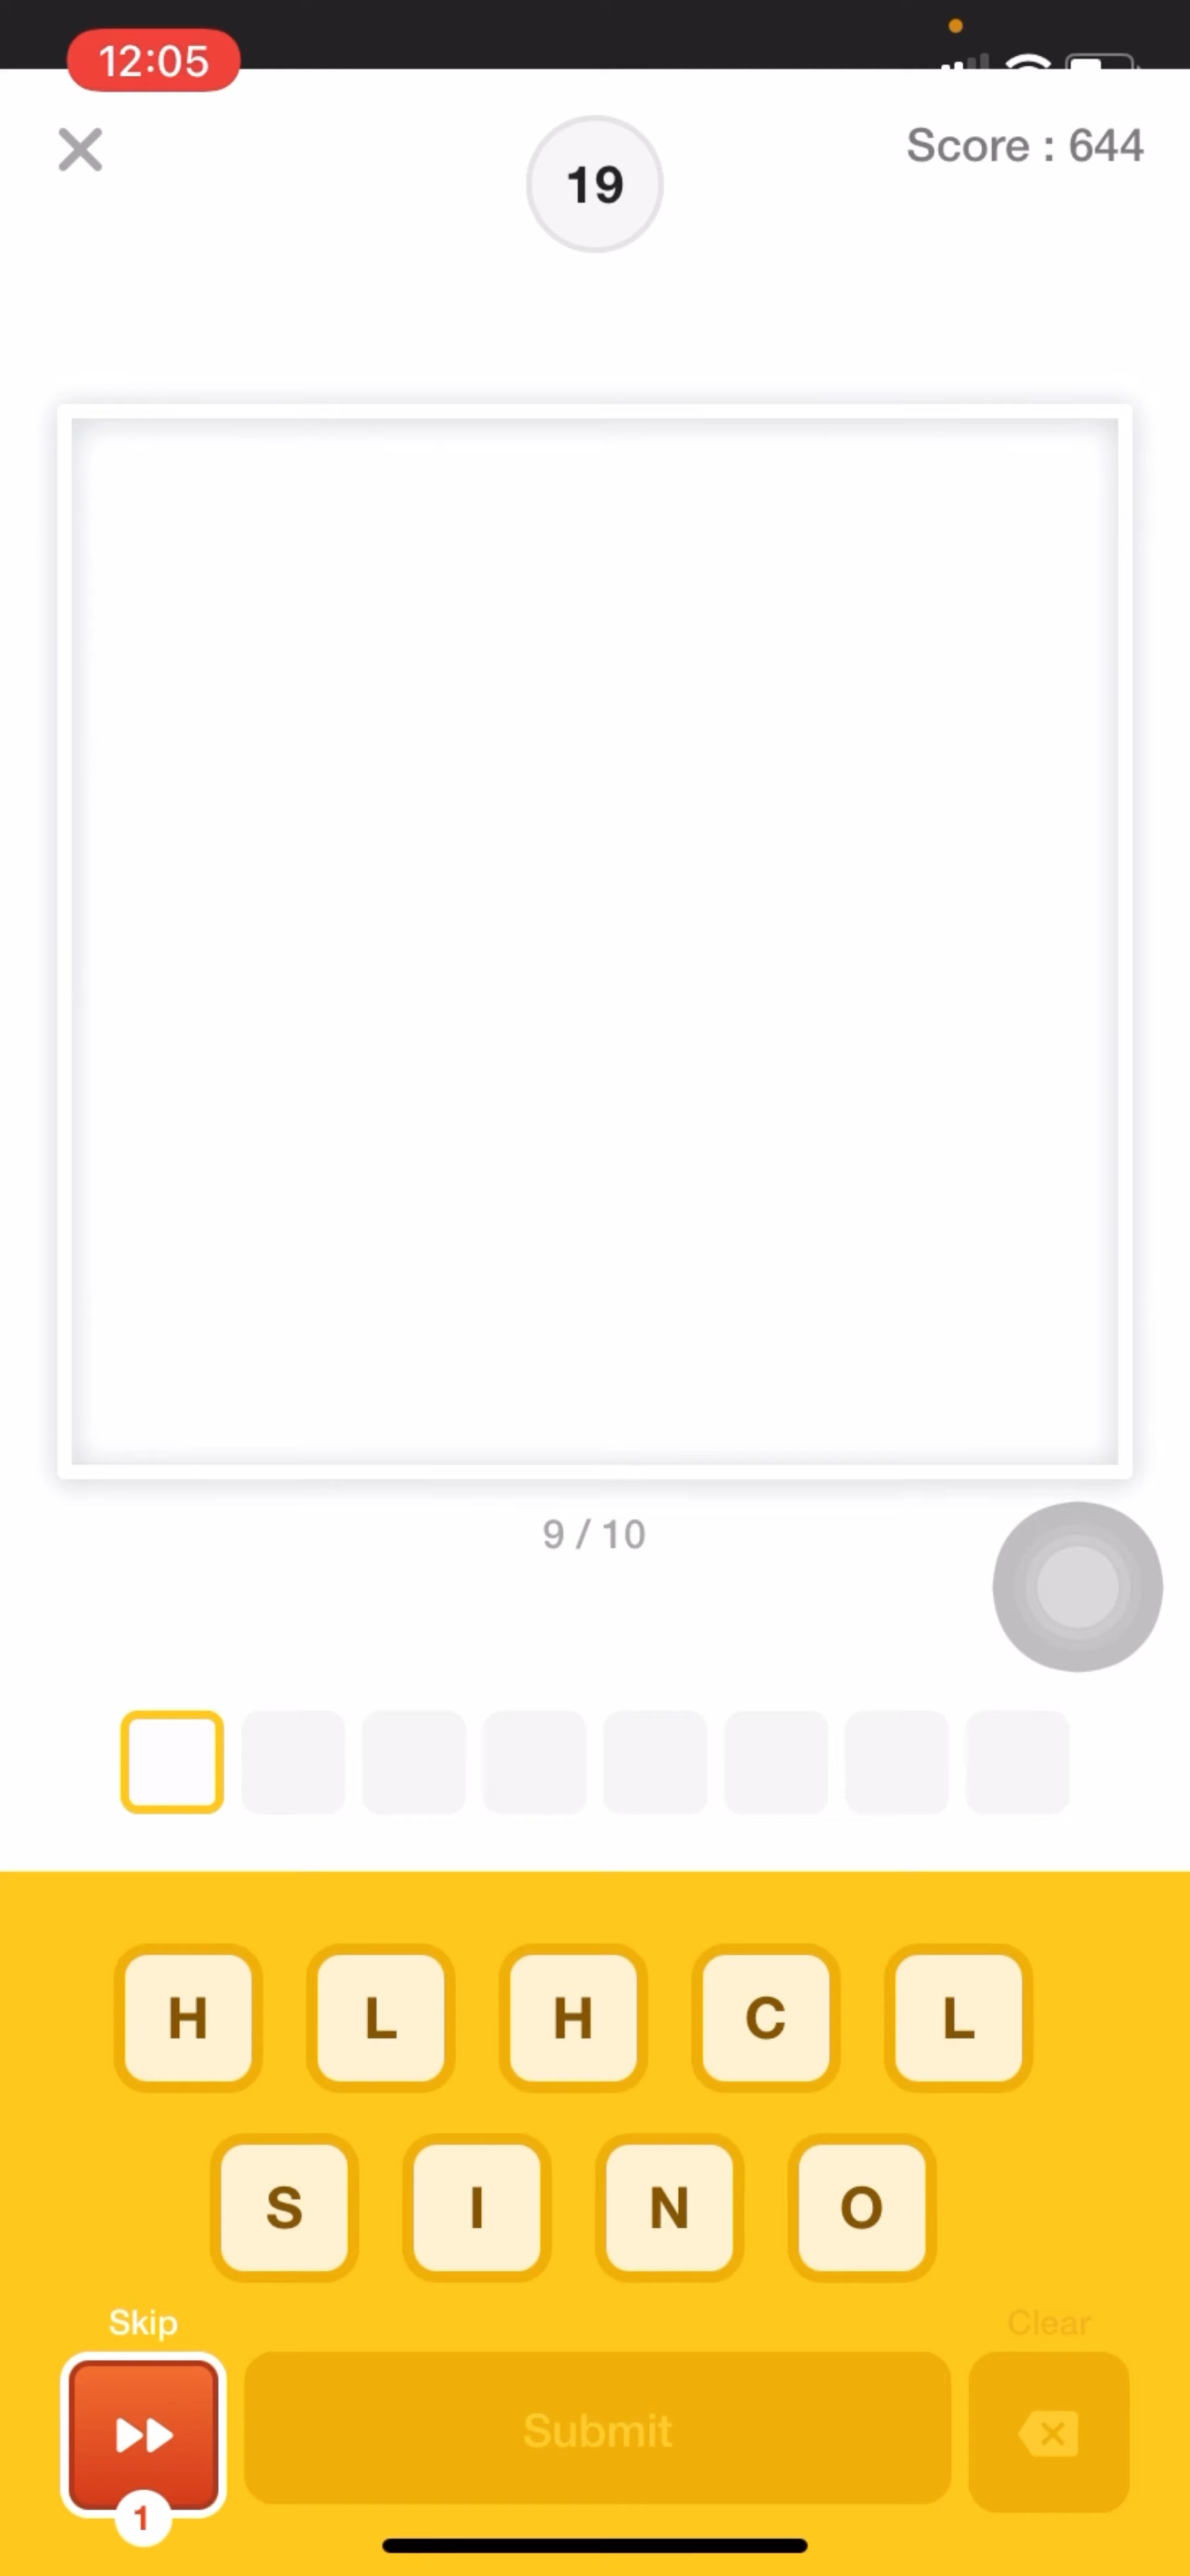 12:05
19
Score : 644
9 / 10
H L H C L
S I N O
Skip
Clear
Submit
1